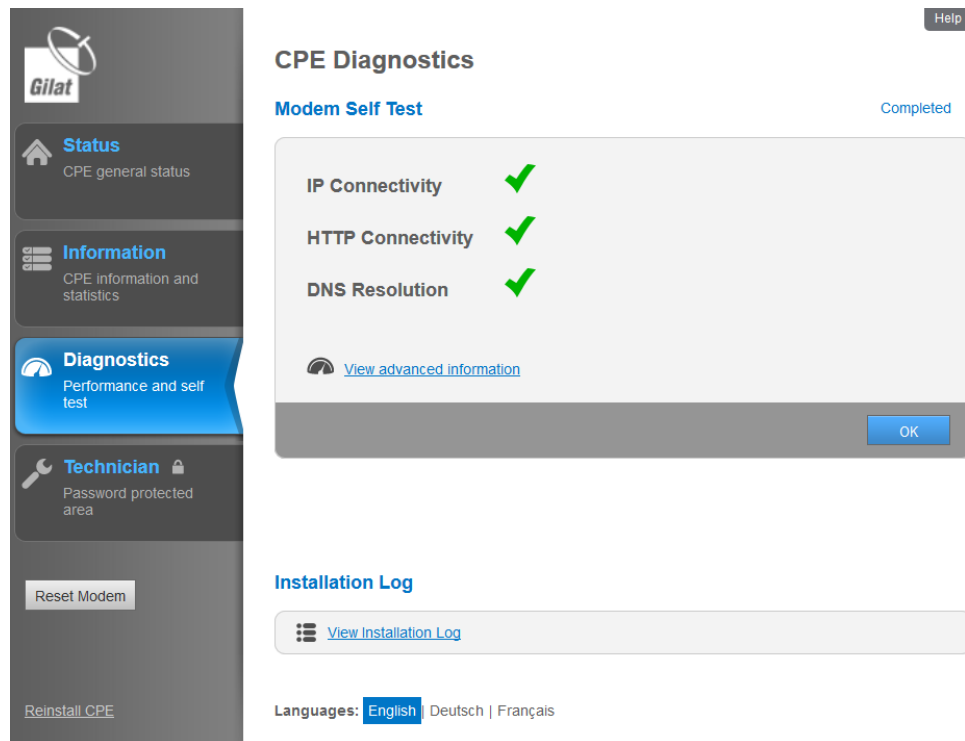 Help
Gilat
CPE Diagnostics
Modem Self Test
Completed
Status
CPE general status
Information
CPE information and
statistics
Diagnostics
Performance and self
test
Technician
Password protected
area
Reset Modem
Reinstall CPE
IP Connectivity
HTTP Connectivity
DNS Resolution
View advanced information
OK
Installation Log
View Installation Log
Languages: English | Deutsch | Français